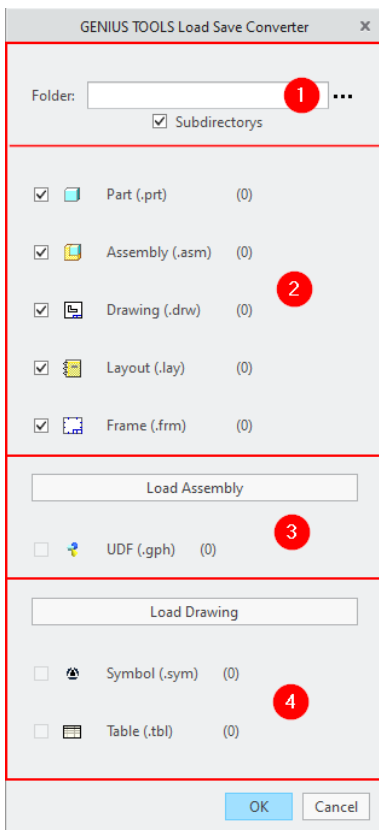 GENIUS TOOLS Load Save Converter x
Folder: 1 ...
Subdirectorys
Part (.prt) (0)
Assembly (.asm) (0)
2
Drawing (.drw) (0)
Layout (.lay) (0)
Frame (.frm) (0)
Load Assembly
3
UDF (.gph) (0)
Load Drawing
Symbol (.sym) (0)
4
Table (.tbl) (0)
OK Cancel